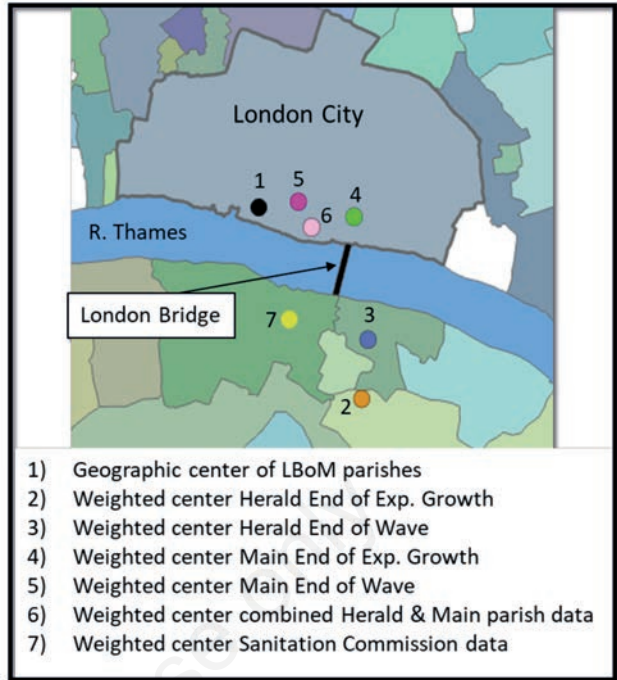 London City
1
5
4
6
R. Thames
London Bridge
7
3
2
1) Geographic center of LBoM parishes
2) Weighted center Herald End of Exp. Growth
3) Weighted center Herald End of Wave
4) Weighted center Main End of Exp. Growth
5) Weighted center Main End of Wave
6) Weighted center combined Herald & Main parish data
7) Weighted center Sanitation Commission data